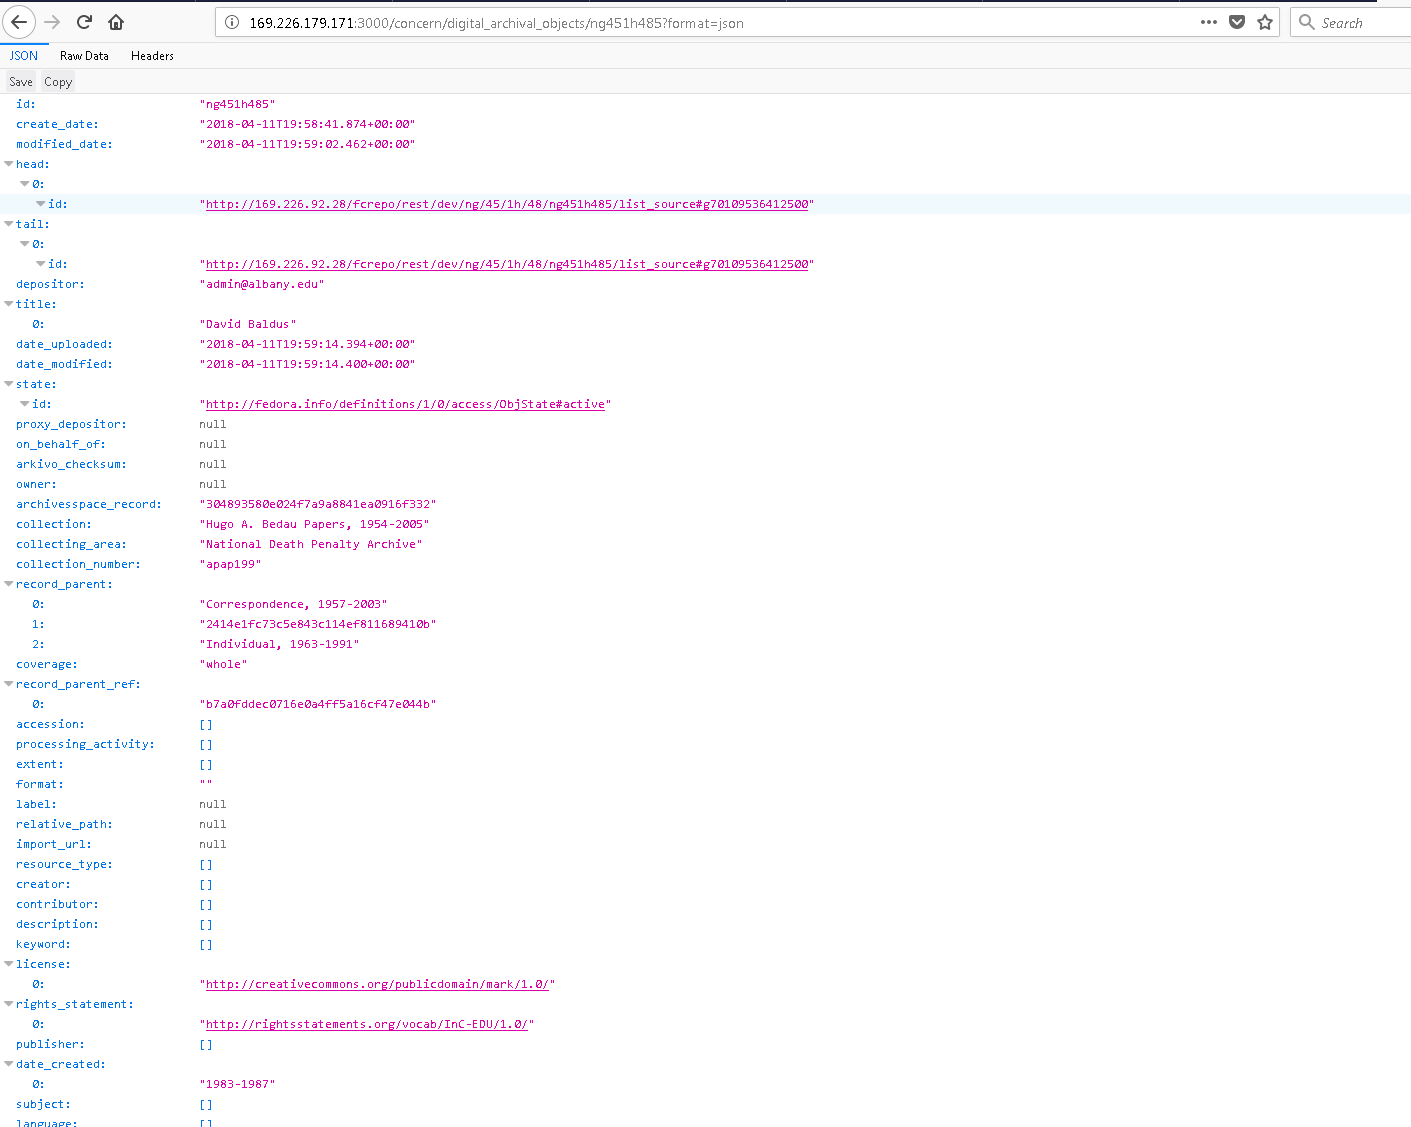 169.226.179.171:3000/concern/digital_archival_objects/ng451h485?format=json
Search
JSON Raw Data Headers
Save Copy
id: "ng451h485"
create_date: "2018-04-11T19:58:41.874+00:00"
modified_date: "2018-04-11T19:59:02.462+00:00"
head:
0:
id: "http://169.226.92.28/fcrepo/rest/dev/ng/45/1h/48/ng451h485/list_source#g70109536412500"
tail:
0:
id: "http://169.226.92.28/fcrepo/rest/dev/ng/45/1h/48/ng451h485/list_source#g70109536412500"
depositor: "admin@albany.edu"
title:
0: "David Baldus"
date_uploaded: "2018-04-11T19:59:14.394+00:00"
date_modified: "2018-04-11T19:59:14.400+00:00"
state:
id: "http://fedora.info/definitions/1/0/access/ObjState#active"
proxy_depositor: null
on_behalf_of: null
arkivo_checksum: null
owner: null
archivesspace_record: "304893580e024f7a9a8841ea0916f332"
collection: "Hugo A. Bedau Papers, 1954-2005"
collecting_area: "National Death Penalty Archive"
collection_number: "apap199"
record_parent:
0: "Correspondence, 1957-2003"
1: "2414e1fc73c5e843c114ef811689410b"
2: "Individual, 1963-1991"
coverage: "whole"
record_parent_ref:
0: "b7a0fddec0716e0a4ff5a16cf47e044b"
accession: []
processing_activity: []
extent: []
format: ""
label: null
relative_path: null
import_url: null
resource_type: []
creator: []
contributor: []
description: []
keyword: []
license:
0: "http://creativecommons.org/publicdomain/mark/1.0/"
rights_statement:
0: "http://rightsstatements.org/vocab/InC-EDU/1.0/"
publisher: []
date_created:
0: "1983-1987"
subject: []
language: []